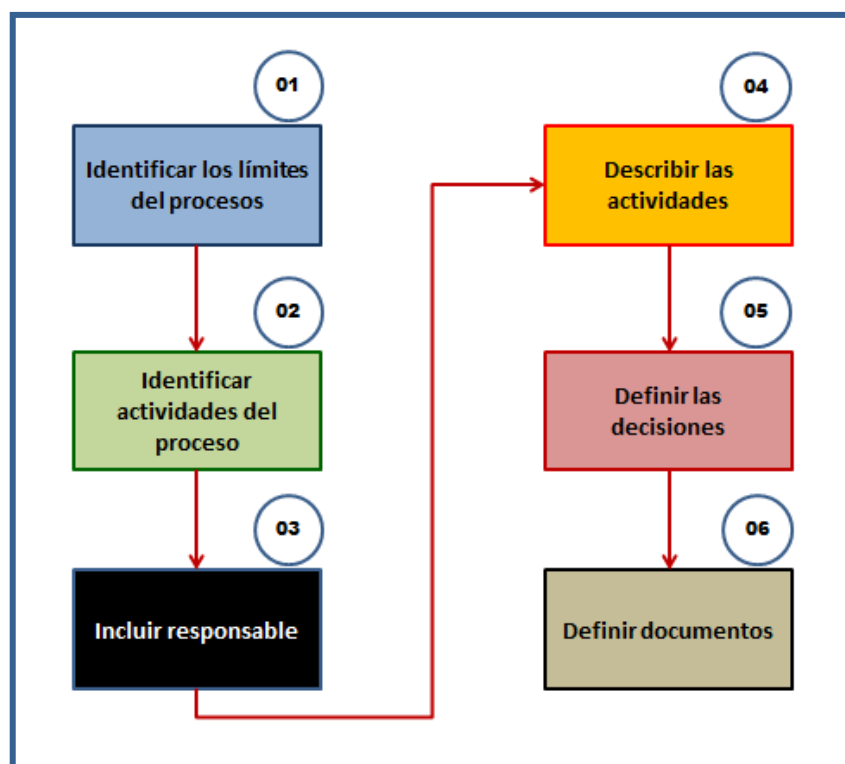 01
Identificar los límites
del procesos
02
Identificar
actividades del
proceso
03
Incluir responsable
04
Describir las
actividades
05
Definir las
decisiones
06
Definir documentos